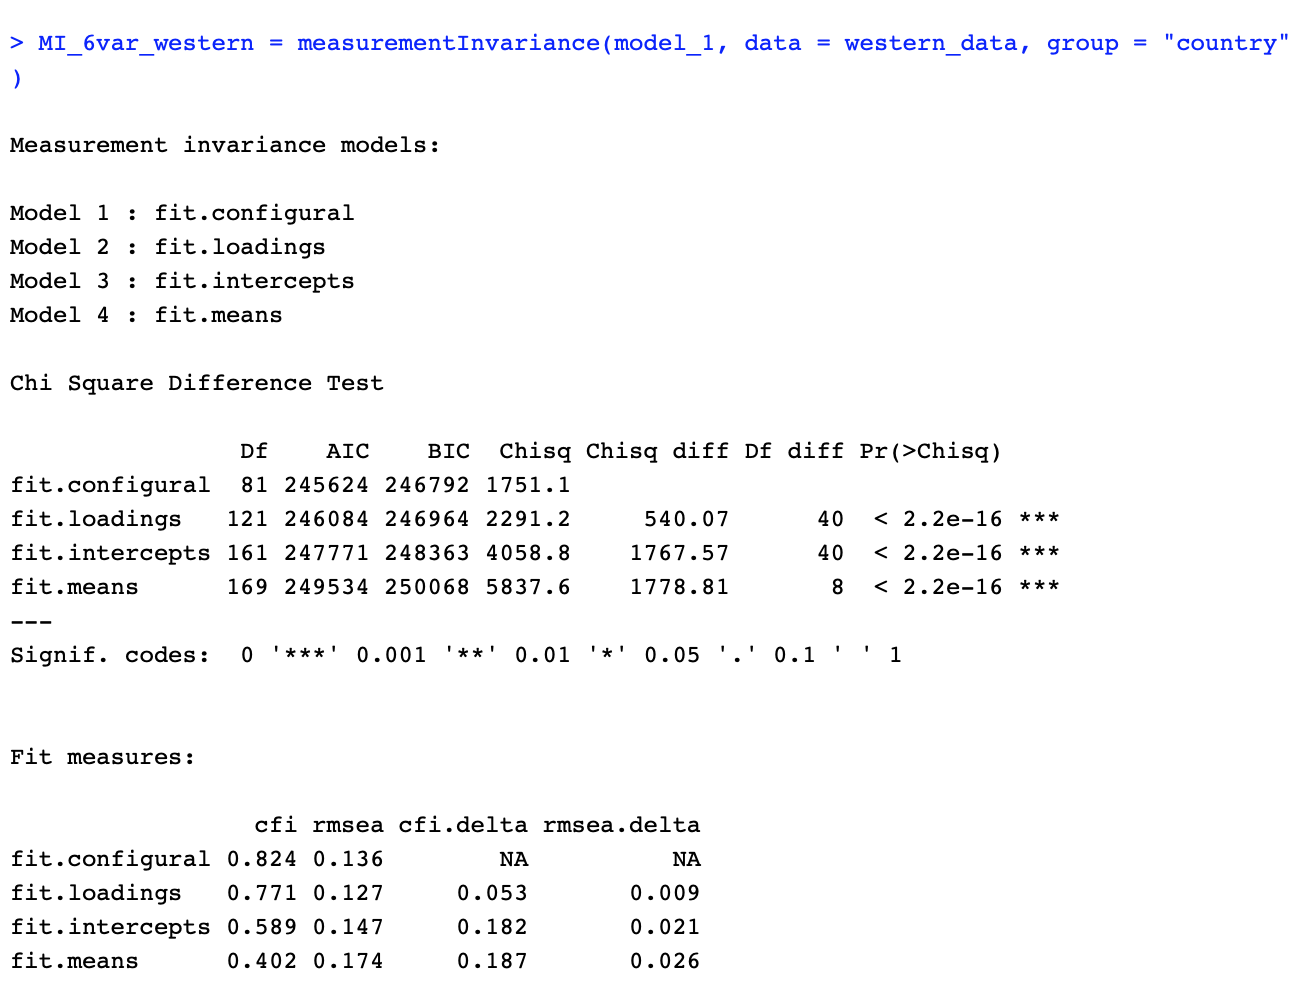 > MI_6var_western = measurementInvariance(model_1, data = western_data, group = "country"
)
Measurement invariance models:
Model 1 : fit.configural
Model 2 : fit.loadings
Model 3 : fit.intercepts
Model 4 : fit.means
Chi Square Difference Test
Df AIC BIC Chisq Chisq diff Df diff Pr(>Chisq)
fit.configural 81 245624 246792 1751.1
fit.loadings 121 246084 246964 2291.2 540.07 40 < 2.2e-16 ***
fit.intercepts 161 247771 248363 4058.8 1767.57 40 < 2.2e-16 ***
fit.means 169 249534 250068 5837.6 1778.81 8 < 2.2e-16 ***
---
Signif. codes: 0 '***' 0.001 '**' 0.01 '*' 0.05 '.' 0.1 ' ' 1
Fit measures:
cfi rmsea cfi.delta rmsea.delta
fit.configural 0.824 0.136 NA NA
fit.loadings 0.771 0.127 0.053 0.009
fit.intercepts 0.589 0.147 0.182 0.021
fit.means 0.402 0.174 0.187 0.026